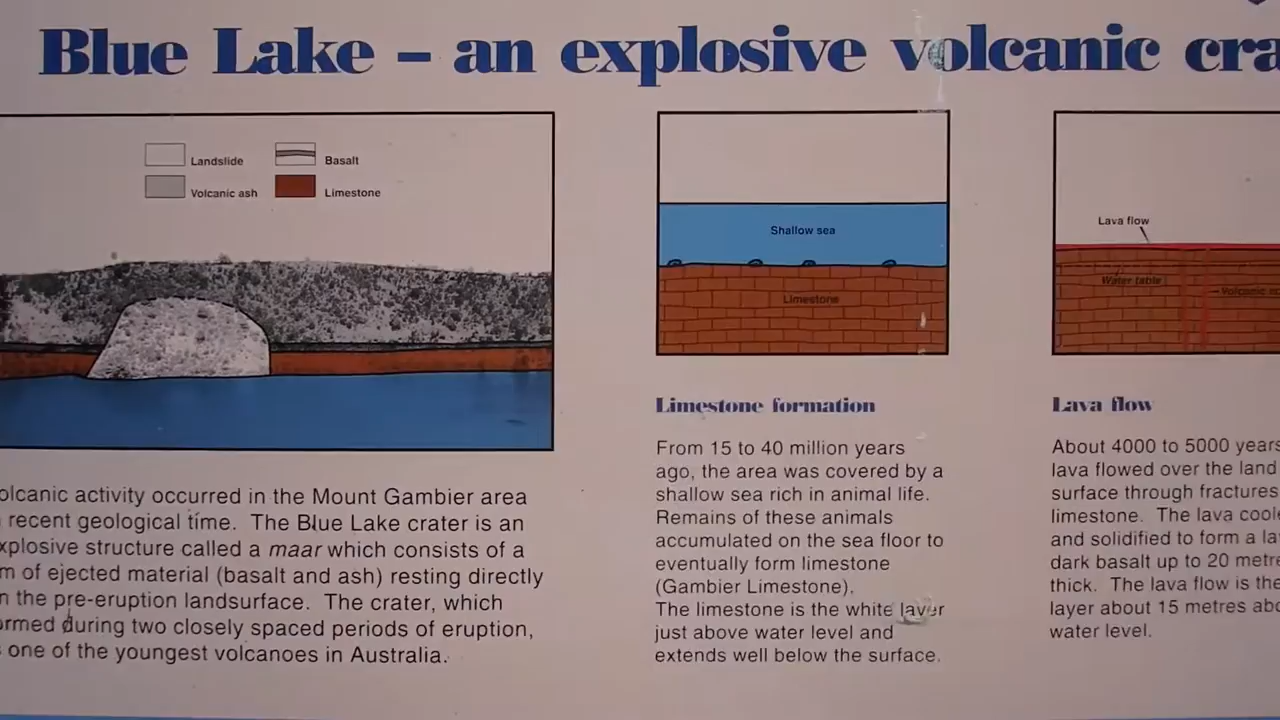 Blue Lake – an explosive volcanic cra
Landslide
Basalt
Volcanic ash
Limestone
Shallow sea
Limestone
Lava flow
Water table
Volcanic
olcanic activity occurred in the Mount Gambier area
recent geological time. The Blue Lake crater is an
xplosive structure called a maar which consists of a
m of ejected material (basalt and ash) resting directly
n the pre-eruption landsurface. The crater, which
ormed during two closely spaced periods of eruption,
s one of the youngest volcanoes in Australia.
Limestone formation
From 15 to 40 million years
ago, the area was covered by a
shallow sea rich in animal life.
Remains of these animals
accumulated on the sea floor to
eventually form limestone
(Gambier Limestone).
The limestone is the white layer
just above water level and
extends well below the surface.
Lava flow
About 4000 to 5000 years
lava flowed over the land
surface through fractures
limestone. The lava coole
and solidified to form a la
dark basalt up to 20 metre
thick. The lava flow is the
layer about 15 metres abo
water level.